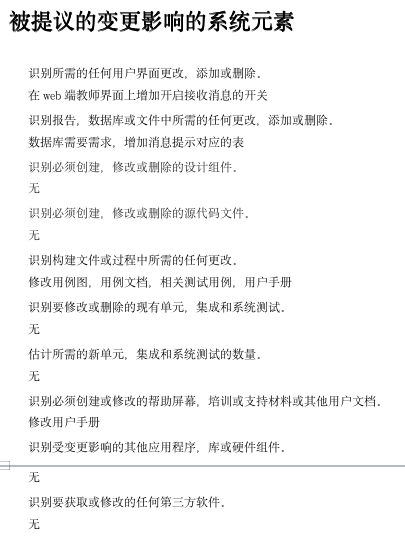 被提议的变更影响的系统元素
识别所需的任何用户界面更改，添加或删除.
在 web 端教师界面上增加开启接收消息的开关
识别报告，数据库或文件中所需的任何更改，添加或删除.
数据库需要需求，增加消息提示对应的表
识别必须创建，修改或删除的设计组件.
无
识别必须创建，修改或删除的源代码文件.
无
识别构建文件或过程中所需的任何更改.
修改用例图，用例文档，相关测试用例，用户手册
识别要修改或删除的现有单元，集成和系统测试.
无
估计所需的新单元，集成和系统测试的数量.
无
识别必须创建或修改的帮助屏幕，培训或支持材料或其他用户文档.
修改用户手册
识别受变更影响的其他应用程序，库或硬件组件.
无
识别要获取或修改的任何第三方软件.
无